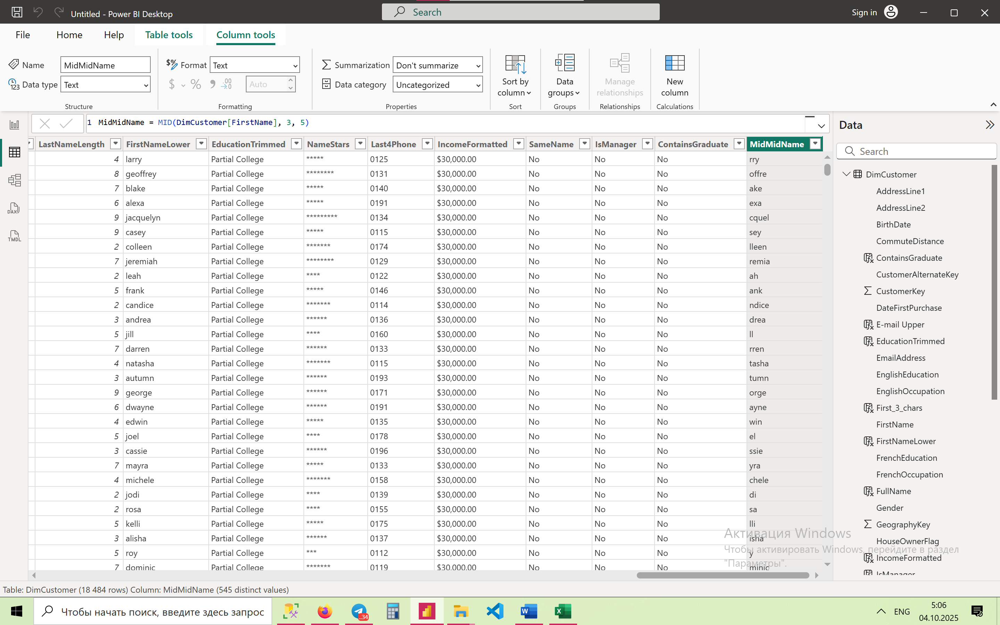 Untitled - Power BI Desktop
Search
Sign in
File Home Help Table tools Column tools
Name MidMidName
Data type Text
Structure
$% Format Text
$ % 9 .00 Auto
Formatting
Summarization Don't summarize
Data category Uncategorized
Properties
Sort by column
Sort
Data groups
Groups
Manage relationships
Relationships
New column
Calculations
1 MidMidName = MID(DimCustomer[FirstName], 3, 5)
LastNameLength FirstNameLower EducationTrimmed NameStars Last4Phone IncomeFormatted SameName IsManager ContainsGraduate MidMidName
4 larry Partial College ***** 0125 $30,000.00 No No No rry
8 geoffrey Partial College ******** 0131 $30,000.00 No No No offre
7 blake Partial College ***** 0140 $30,000.00 No No No ake
6 alexa Partial College ***** 0191 $30,000.00 No No No exa
9 jacquelyn Partial College ********* 0134 $30,000.00 No No No cquel
9 casey Partial College ***** 0115 $30,000.00 No No No sey
2 colleen Partial College ******* 0174 $30,000.00 No No No lleen
7 jeremiah Partial College ******** 0129 $30,000.00 No No No remia
2 leah Partial College **** 0122 $30,000.00 No No No ah
5 frank Partial College ***** 0146 $30,000.00 No No No ank
2 candice Partial College ******* 0114 $30,000.00 No No No ndice
3 andrea Partial College ****** 0136 $30,000.00 No No No drea
5 jill Partial College **** 0160 $30,000.00 No No No ll
7 darren Partial College ****** 0133 $30,000.00 No No No rren
4 natasha Partial College ******* 0115 $30,000.00 No No No tasha
3 autumn Partial College ****** 0193 $30,000.00 No No No tumn
9 george Partial College ****** 0171 $30,000.00 No No No orge
6 dwayne Partial College ****** 0191 $30,000.00 No No No ayne
4 edwin Partial College ***** 0135 $30,000.00 No No No win
5 joel Partial College **** 0178 $30,000.00 No No No el
3 cassie Partial College ****** 0196 $30,000.00 No No No ssie
7 mayra Partial College ***** 0133 $30,000.00 No No No yra
4 michele Partial College ******* 0158 $30,000.00 No No No chele
2 jodi Partial College **** 0139 $30,000.00 No No No di
2 rosa Partial College **** 0155 $30,000.00 No No No sa
5 kelli Partial College ***** 0175 $30,000.00 No No No lli
3 alisha Partial College ****** 0137 $30,000.00 No No No isha
5 roy Partial College *** 0112 $30,000.00 No No No y
7 dominic Partial College ******* 0119 $30,000.00 No No No minic
DAX
TMDL
Data
Search
DimCustomer
AddressLine1
AddressLine2
BirthDate
CommuteDistance
ContainsGraduate
CustomerAlternateKey
CustomerKey
DateFirstPurchase
E-mail Upper
EducationTrimmed
EmailAddress
EnglishEducation
EnglishOccupation
First_3_chars
FirstName
FirstNameLower
FrenchEducation
FrenchOccupation
FullName
Gender
GeographyKey
HouseOwnerFlag
IncomeFormatted
IsManager
Активация Windows
Чтобы активировать Windows, перейдите в раздел
"Параметры".
Table: DimCustomer (18 484 rows) Column: MidMidName (545 distinct values)
Чтобы начать поиск, введите здесь запрос
..34
W
X
ENG
5:06
04.10.2025